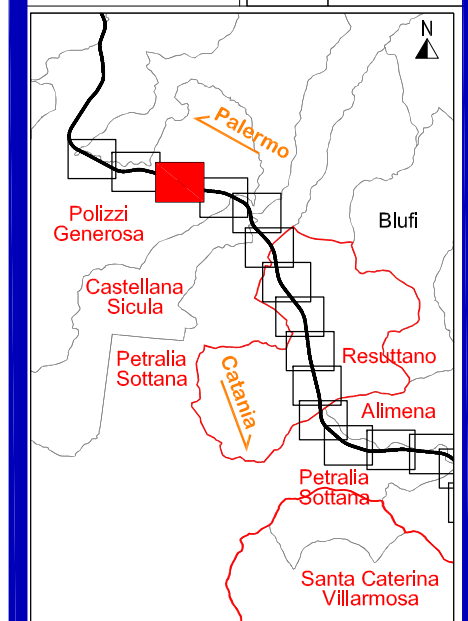 N
Palermo
Polizzi
Generosa
Blufi
Castellana
Sicula
Petralia
Sottana
Catania
Resuttano
Alimena
Petralia
Sottana
Santa Caterina
Villarmosa